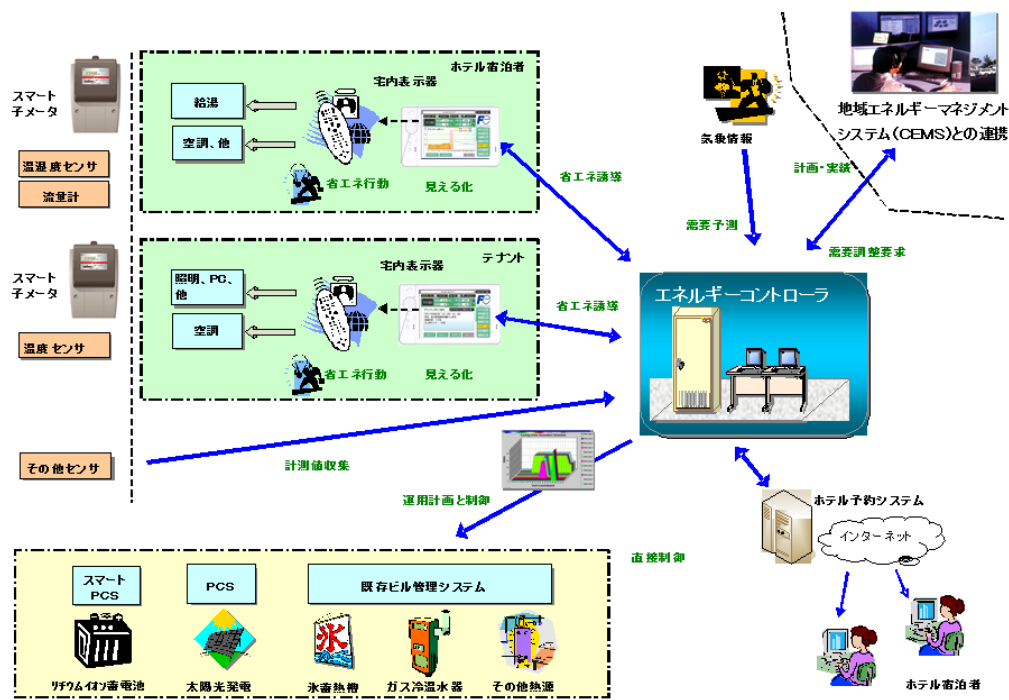 ホテル宿泊者
宅内表示器
スマート
子メータ
給湯
空調、他
温湿度センサ
流量計
省エネ行動
見える化
省エネ誘導
気象情報
地域エネルギーマネジメント
システム(CEMS)との連携
計画・実績
需要予測
需要調整要求
テナント
宅内表示器
スマート
子メータ
照明、PC、
他
空調
温度センサ
省エネ行動
見える化
省エネ誘導
エネルギーコントローラ
その他センサ
計測値収集
運用計画と制御
ホテル予約システム
インターネット
直接制御
スマート
PCS
PCS
既存ビル管理システム
氷
リチウムイオン蓄電池
太陽光発電
氷蓄熱槽
ガス冷温水器
その他熱源
ホテル宿泊者